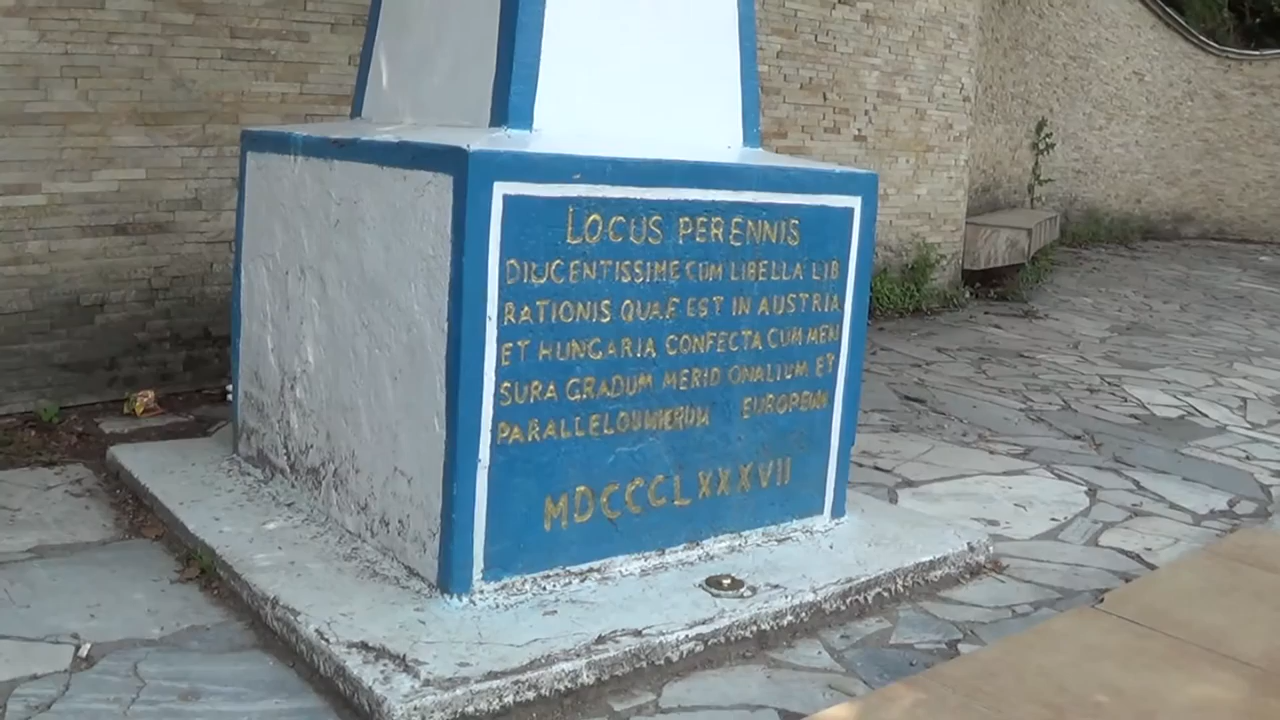 LOCUS PERENNIS
DILICENTISSIME CUM LIBELLA LIB
RATIONIS QUAE EST IN AUSTRIA
ET HUNGARIA CONFECTA CUM MEN
SURA GRADUM MERID ONALIUM ET
PARALLELOUMIERUM EUROPEUM
MDCCCLXXXVII